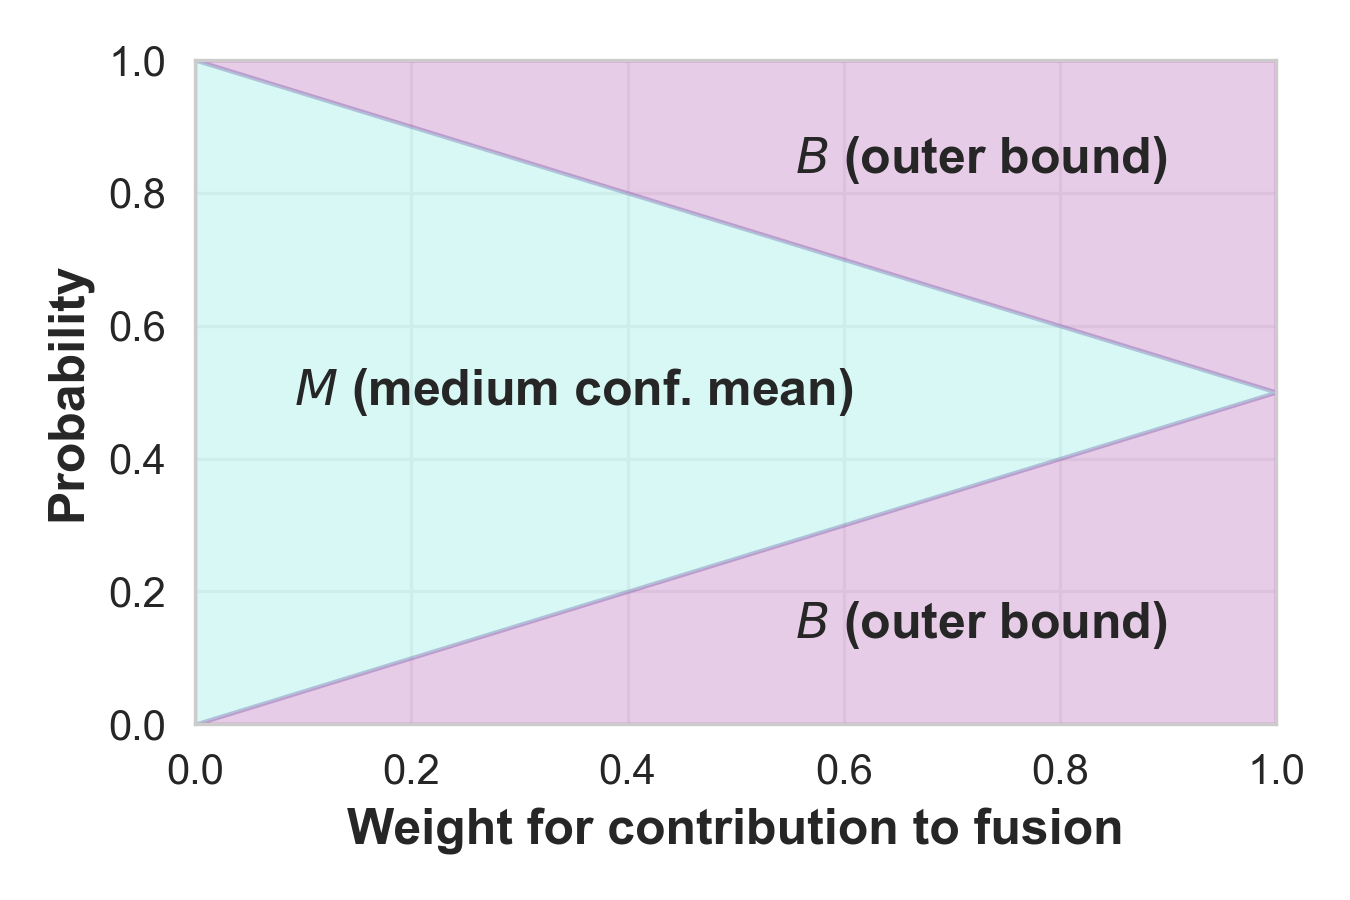 1.0
0.8
0.6
0.4
0.2
0.0
Probability
B (outer bound)
M (medium conf. mean)
B (outer bound)
0.0 0.2 0.4 0.6 0.8 1.0
Weight for contribution to fusion